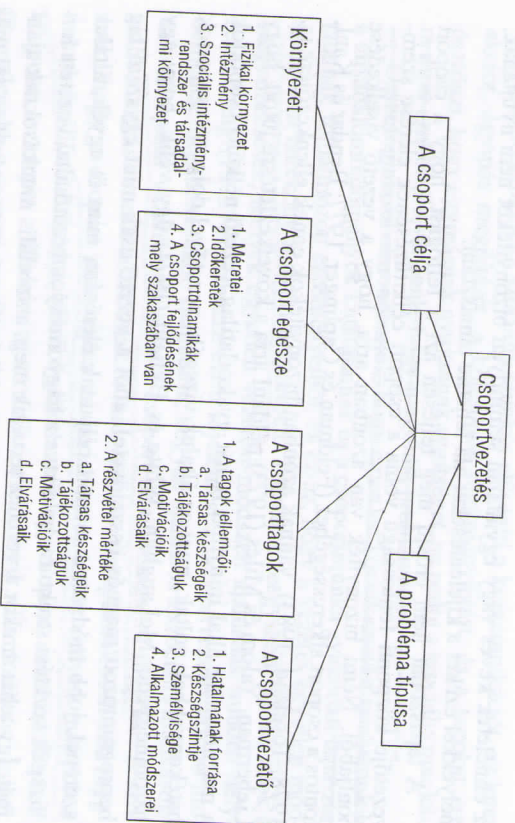 Csoportvezetés
A csoport célja
A probléma típusa
Környezet
1. Fizikai környezet
2. Intézmény
3. Szociális intézmény-
rendszer és társadal-
mi környezet
A csoport egésze
1. Méretei
2.Időkeretek
3. Csoportdinamikák
4. A csoport fejlődésének
mely szakaszában van
A csoporttagok
1. A tagok jellemzői:
a. Társas készségeik
b. Tájékozottságuk
c. Motivációik
d. Elvárásaik
2. A részvétel mértéke
a. Társas készségeik
b. Tájékozottságuk
c. Motivációik
d. Elvárásaik
A csoportvezető
1. Hatalmának forrása
2. Készségszintje
3. Személyisége
4. Alkalmazott módszerei